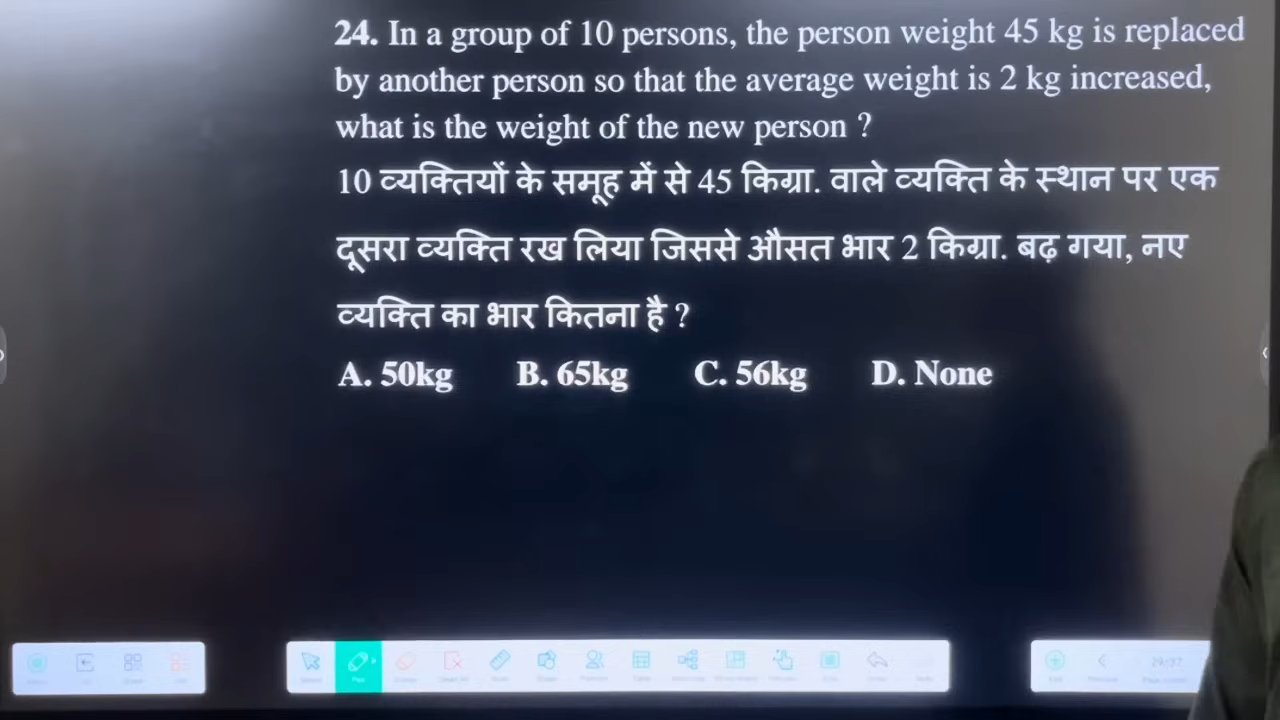 24. In a group of 10 persons, the person weight 45 kg is replaced
by another person so that the average weight is 2 kg increased,
what is the weight of the new person ?
10 व्यक्तियों के समूह में से 45 किग्रा. वाले व्यक्ति के स्थान पर एक
दूसरा व्यक्ति रख लिया जिससे औसत भार 2 किग्रा. बढ़ गया, नए
व्यक्ति का भार कितना है ?
A. 50kg B. 65kg C. 56kg D. None